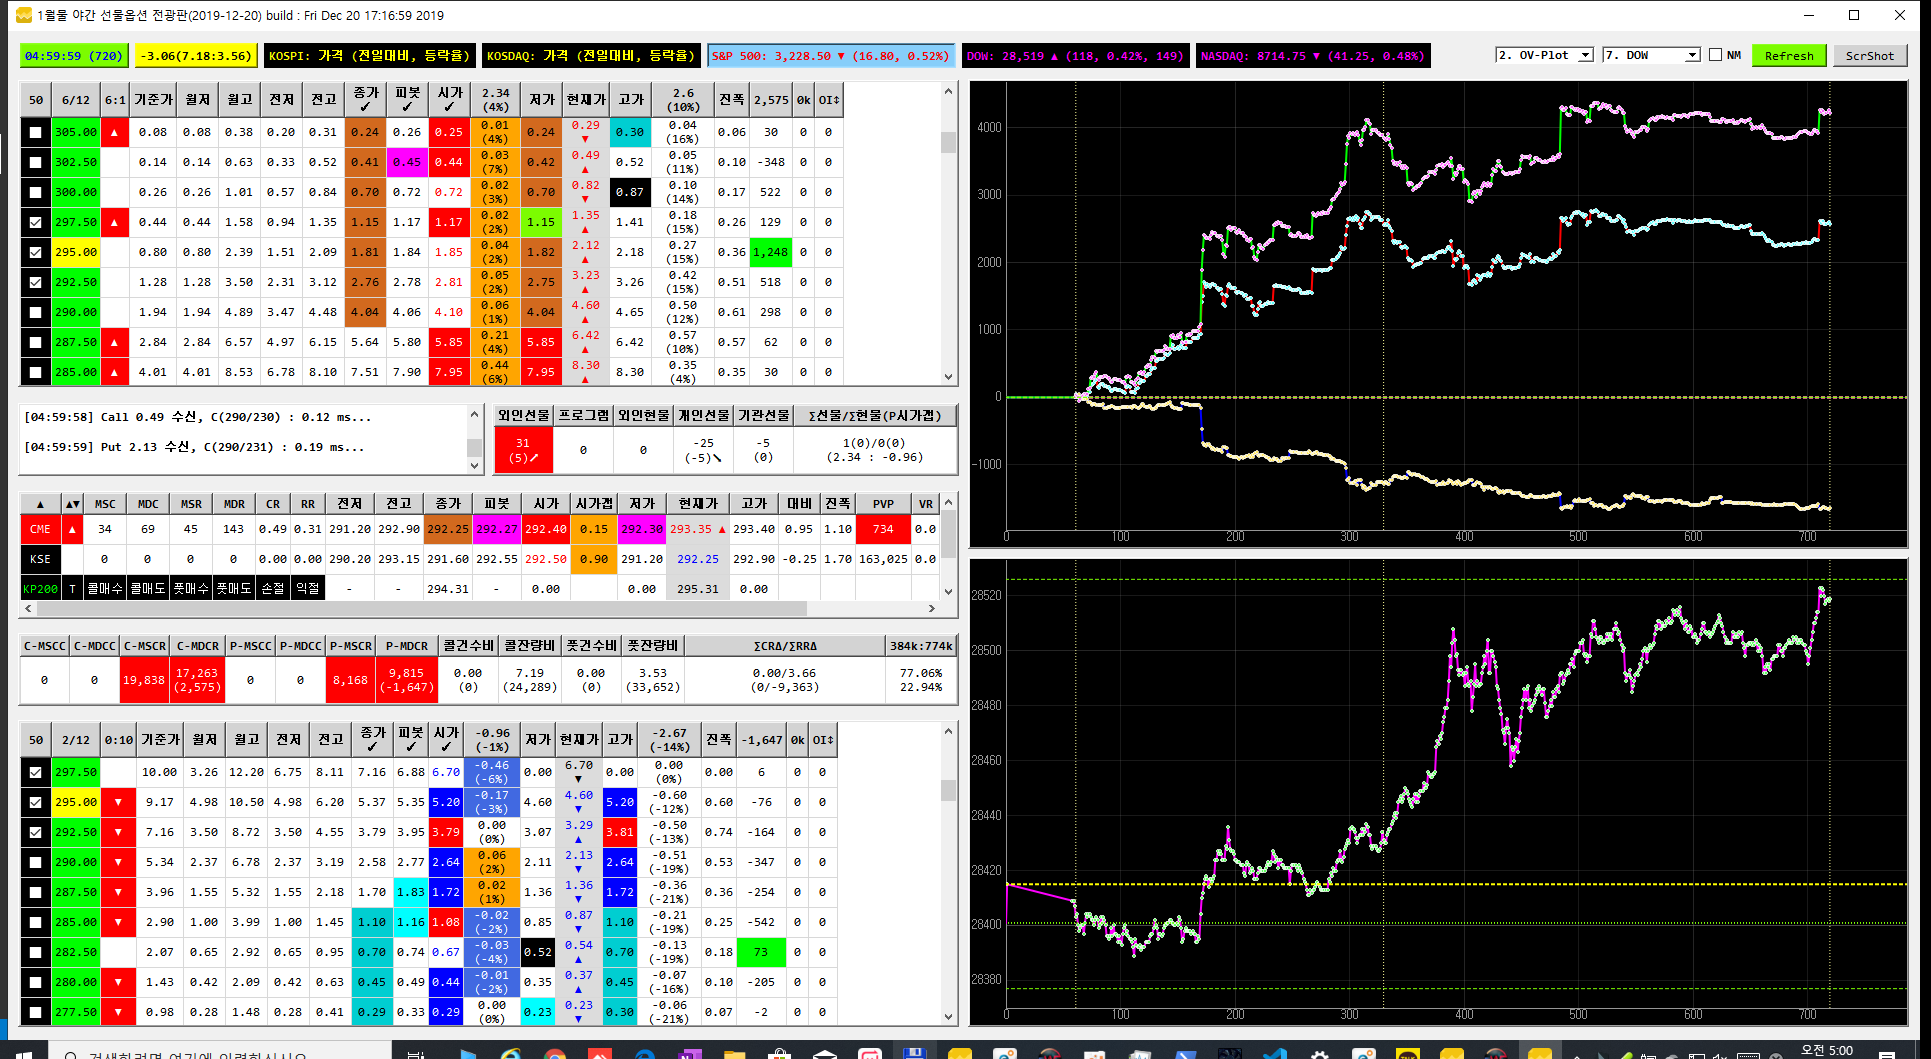 1월물 야간 선물옵션 전광판(2019-12-20) build : Fri Dec 20 17:16:59 2019
04:59:59 (720) -3.06(7.18:3.56) KOSPI: 가격 (전일대비, 등락율) KOSDAQ: 가격 (전일대비, 등락율) S&P 500: 3,228.50 ▼ (16.80, 0.52%) DOW: 28,519 ▲ (118, 0.42%, 149) NASDAQ: 8714.75 ▼ (41.25, 0.48%) 2. OV-Plot 7. DOW NM Refresh ScrShot
50 6/12 6:1 기준가 월저 월고 전저 전고 종가 ✓ 피봇 ✓ 시가 ✓ 2.34 (4%) 저가 현재가 고가 2.6 (10%) 진폭 2,575 0k OI↕
305.00 ▲ 0.08 0.08 0.38 0.20 0.31 0.24 0.26 0.25 0.01 (4%) 0.24 0.29 ▼ 0.30 0.04 (16%) 0.06 30 0 0
302.50 0.14 0.14 0.63 0.33 0.52 0.41 0.45 0.44 0.03 (7%) 0.42 0.49 ▲ 0.52 0.05 (11%) 0.10 -348 0 0
300.00 0.26 0.26 1.01 0.57 0.84 0.70 0.72 0.72 0.02 (3%) 0.70 0.82 ▼ 0.87 0.10 (14%) 0.17 522 0 0
297.50 ▲ 0.44 0.44 1.58 0.94 1.35 1.15 1.17 1.17 0.02 (2%) 1.15 1.35 ▲ 1.41 0.18 (15%) 0.26 129 0 0
295.00 0.80 0.80 2.39 1.51 2.09 1.81 1.84 1.85 0.04 (2%) 1.82 2.12 ▲ 2.18 0.27 (15%) 0.36 1,248 0 0
292.50 1.28 1.28 3.50 2.31 3.12 2.76 2.78 2.81 0.05 (2%) 2.75 3.23 ▲ 3.26 0.42 (15%) 0.51 518 0 0
290.00 1.94 1.94 4.89 3.47 4.48 4.04 4.06 4.10 0.06 (1%) 4.04 4.60 ▲ 4.65 0.50 (12%) 0.61 298 0 0
287.50 ▲ 2.84 2.84 6.57 4.97 6.15 5.64 5.80 5.85 0.21 (4%) 5.85 6.42 ▲ 6.42 0.57 (10%) 0.57 62 0 0
285.00 ▲ 4.01 4.01 8.53 6.78 8.10 7.51 7.90 7.95 0.44 (6%) 7.95 8.30 ▲ 8.30 0.35 (4%) 0.35 30 0 0
[04:59:58] Call 0.49 수신, C(290/230) : 0.12 ms...
[04:59:59] Put 2.13 수신, C(290/231) : 0.19 ms...
외인선물 프로그램 외인현물 개인선물 기관선물 Σ선물/Σ현물(P시가갭)
31 (5)↗ 0 0 -25 (-5)↘ -5 (0) 1(0)/0(0) (2.34 : -0.96)
▲ ▲▼ MSC MDC MSR MDR CR RR 전저 전고 종가 피봇 시가 시가갭 저가 현재가 고가 대비 진폭 PVP VR
CME ▲ 34 69 45 143 0.49 0.31 291.20 292.90 292.25 292.27 292.40 0.15 292.30 293.35 ▲ 293.40 0.95 1.10 734 0.0
KSE 0 0 0 0 0.00 0.00 290.20 293.15 291.60 292.55 292.50 0.90 291.20 292.25 292.90 -0.25 1.70 163,025 0.0
KP200 T 콜매수 콜매도 풋매수 풋매도 손절 익절 - - 294.31 - 0.00 0.00 295.31 0.00
C-MSCC C-MDCC C-MSCR C-MDCR P-MSCC P-MDCC P-MSCR P-MDCR 콜건수비 콜잔량비 풋건수비 풋잔량비 ΣCRΔ/ΣRRΔ 384k:774k
0 0 19,838 17,263 (2,575) 0 0 8,168 9,815 (-1,647) 0.00 (0) 7.19 (24,289) 0.00 (0) 3.53 (33,652) 0.00/3.66 (0/-9,363) 77.06% 22.94%
50 2/12 0:10 기준가 월저 월고 전저 전고 종가 ✓ 피봇 ✓ 시가 ✓ -0.96 (-1%) 저가 현재가 고가 -2.67 (-14%) 진폭 -1,647 0k OI↕
297.50 10.00 3.26 12.20 6.75 8.11 7.16 6.88 6.70 -0.46 (-6%) 0.00 6.70 ▼ 0.00 0.00 (0%) 0.00 6 0 0
295.00 ▼ 9.17 4.98 10.50 4.98 6.20 5.37 5.35 5.20 -0.17 (-3%) 4.60 4.60 ▼ 5.20 -0.60 (-12%) 0.60 -76 0 0
292.50 ▼ 7.16 3.50 8.72 3.50 4.55 3.79 3.95 3.79 0.00 (0%) 3.07 3.29 ▲ 3.81 -0.50 (-13%) 0.74 -164 0 0
290.00 ▼ 5.34 2.37 6.78 2.37 3.19 2.58 2.77 2.64 0.06 (2%) 2.11 2.13 ▼ 2.64 -0.51 (-19%) 0.53 -347 0 0
287.50 ▼ 3.96 1.55 5.32 1.55 2.18 1.70 1.83 1.72 0.02 (1%) 1.36 1.36 ▼ 1.72 -0.36 (-21%) 0.36 -254 0 0
285.00 ▼ 2.90 1.00 3.99 1.00 1.45 1.10 1.16 1.08 -0.02 (-2%) 0.85 0.87 ▼ 1.10 -0.21 (-19%) 0.25 -542 0 0
282.50 2.07 0.65 2.92 0.65 0.95 0.70 0.74 0.67 -0.03 (-4%) 0.52 0.54 ▲ 0.70 -0.13 (-19%) 0.18 73 0 0
280.00 ▼ 1.43 0.42 2.09 0.42 0.63 0.45 0.49 0.44 -0.01 (-2%) 0.35 0.37 ▲ 0.45 -0.07 (-16%) 0.10 -205 0 0
277.50 ▼ 0.98 0.28 1.48 0.28 0.41 0.29 0.33 0.29 0.00 (0%) 0.23 0.23 ▼ 0.30 -0.06 (-21%) 0.07 -2 0 0
4000
3000
2000
1000
0
-1000
0 100 200 300 400 500 600 700
28520
28500
28480
28460
28440
28420
28400
28380
0 100 200 300 400 500 600 700
검색하려면 여기에 입력하십시오
오전 5:00